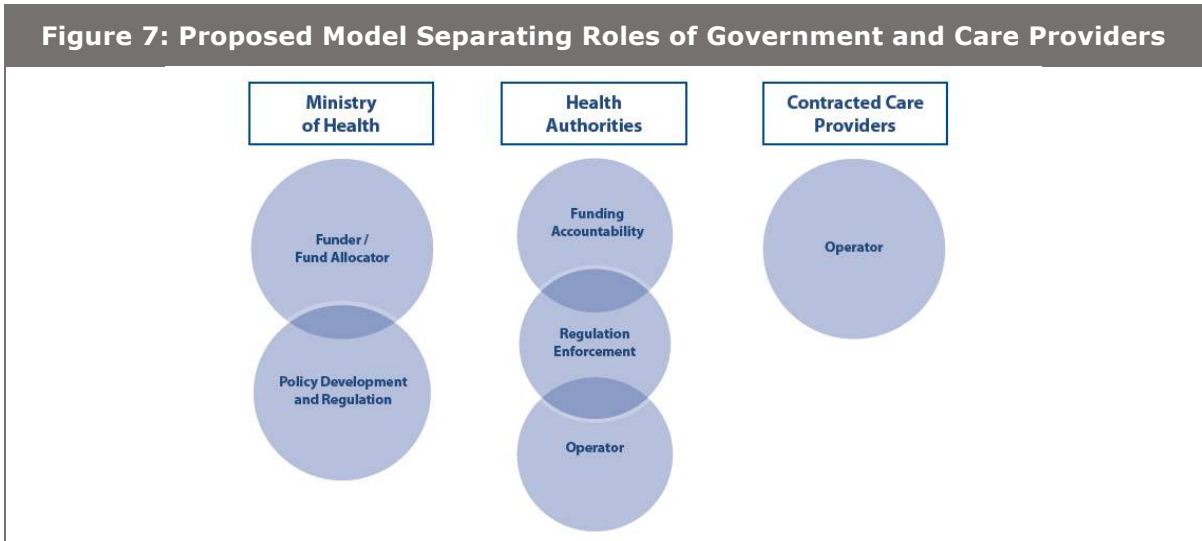 Figure 7: Proposed Model Separating Roles of Government and Care Providers
Ministry
of Health
Health
Authorities
Contracted Care
Providers
Funder /
Fund Allocator
Policy Development
and Regulation
Funding
Accountability
Regulation
Enforcement
Operator
Operator